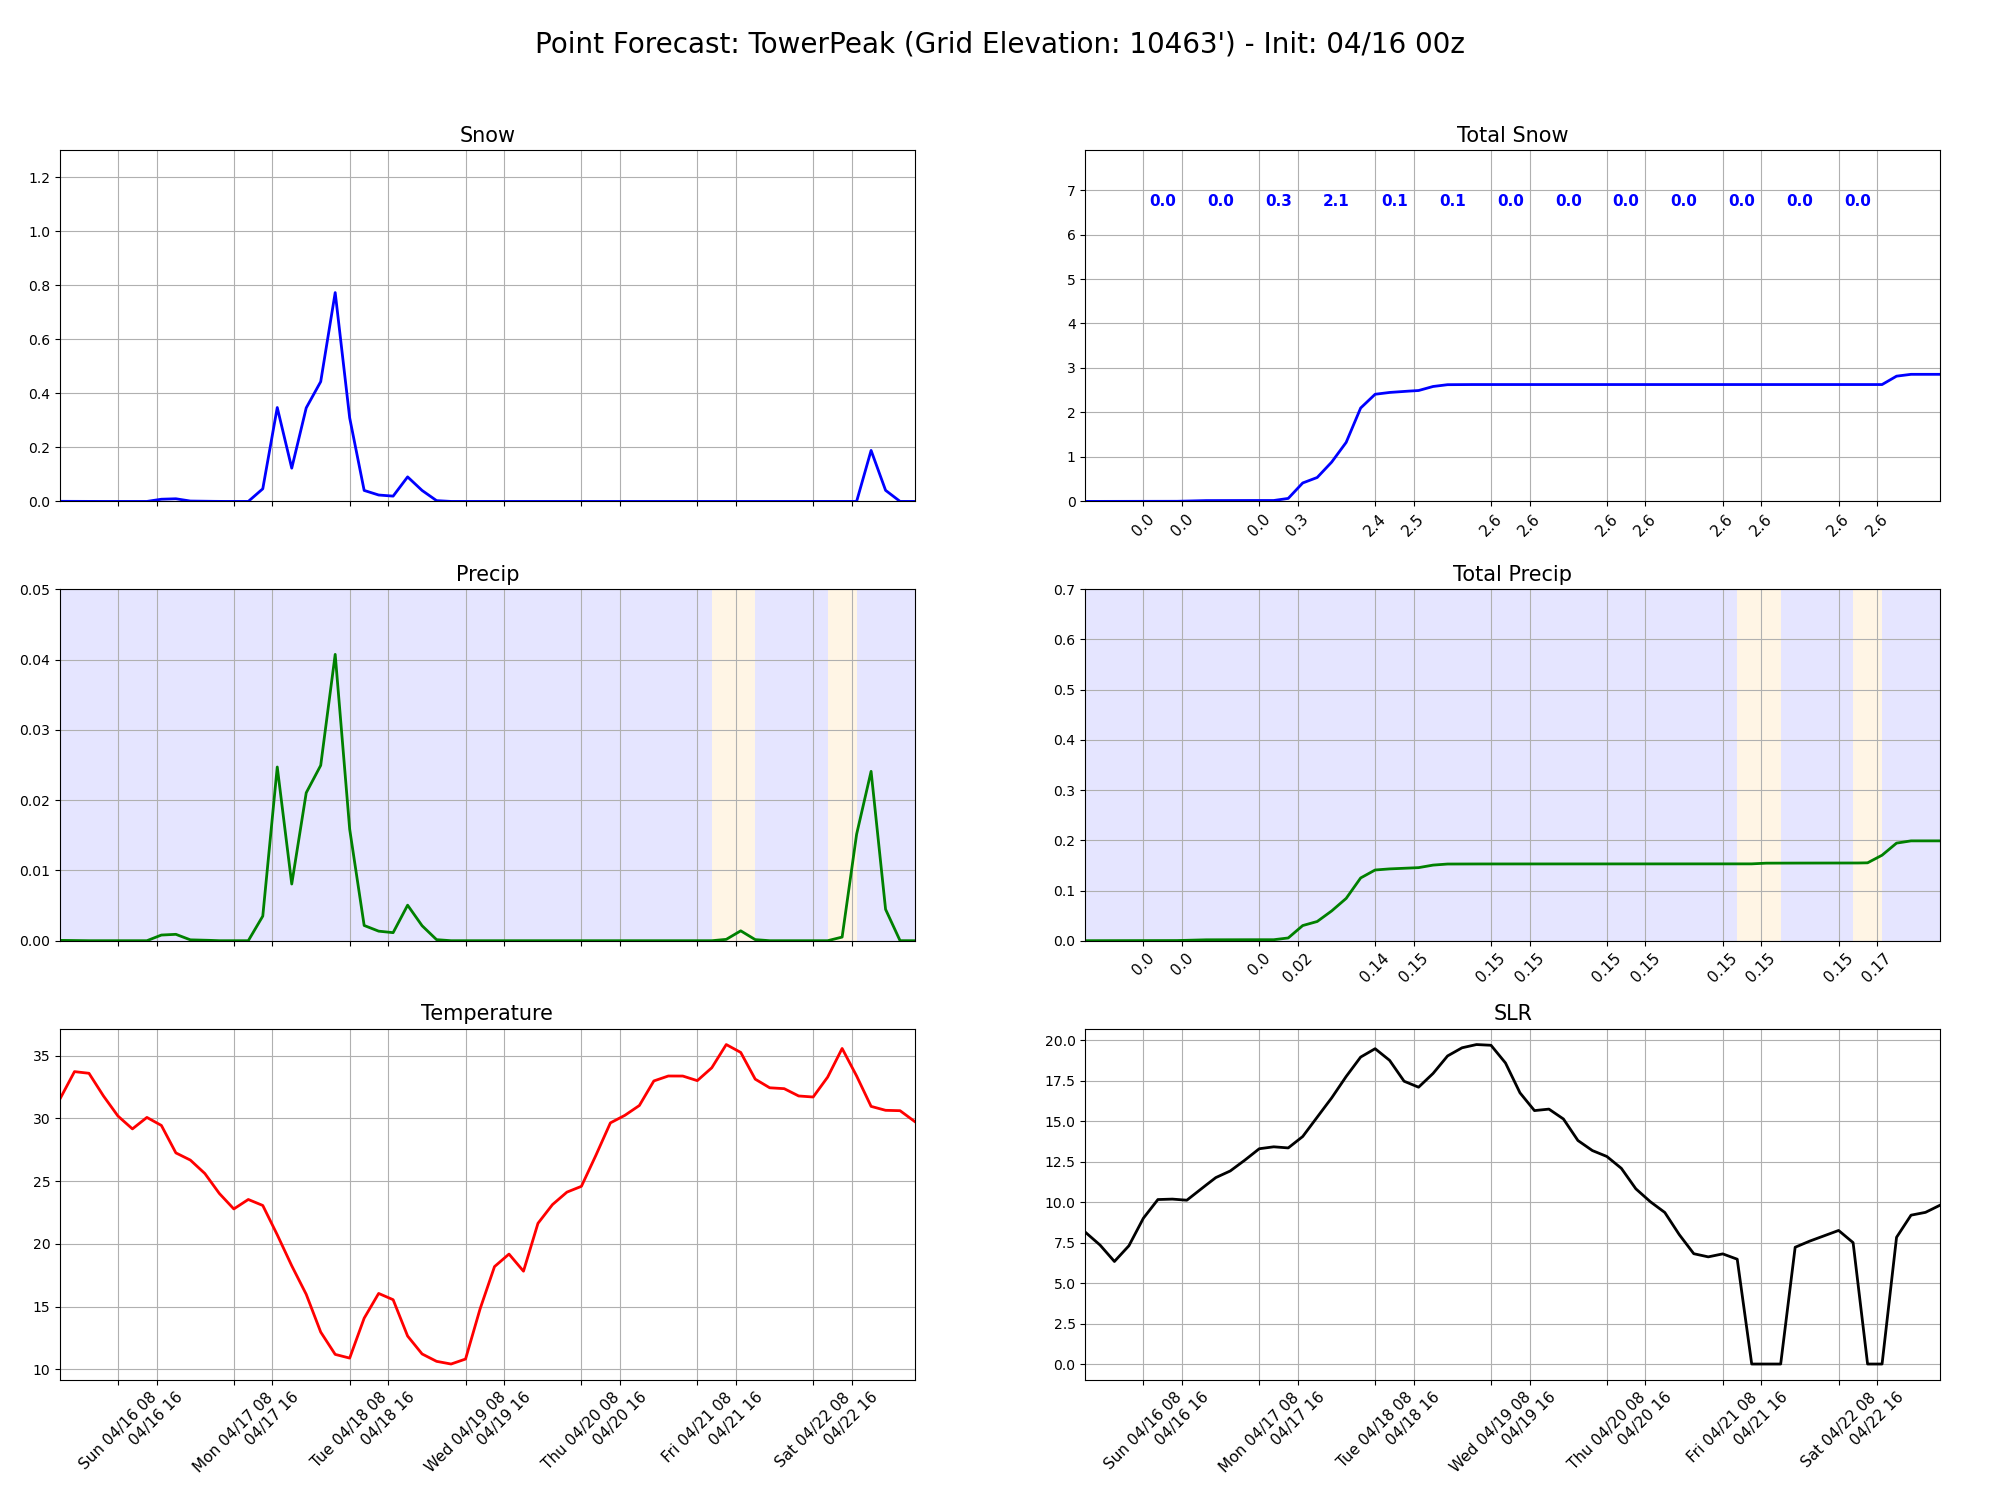 Point Forecast: TowerPeak (Grid Elevation: 10463') - Init: 04/16 00z
Snow
1.2
1.0
0.8
0.6
0.4
0.2
0.0
Total Snow
7
6
5
4
3
2
1
0
0.0 0.0 0.3 2.1 0.1 0.1 0.0 0.0 0.0 0.0 0.0 0.0 0.0
0.0 0.0 0.0 0.3 2.4 2.5 2.6 2.6 2.6 2.6 2.6 2.6 2.6 2.6
Precip
0.05
0.04
0.03
0.02
0.01
0.00
Total Precip
0.7
0.6
0.5
0.4
0.3
0.2
0.1
0.0
0.0 0.0 0.0 0.02 0.14 0.15 0.15 0.15 0.15 0.15 0.15 0.15 0.15 0.17
Temperature
35
30
25
20
15
10
Sun 04/16 08
04/16 16
Mon 04/17 08
04/17 16
Tue 04/18 08
04/18 16
Wed 04/19 08
04/19 16
Thu 04/20 08
04/20 16
Fri 04/21 08
04/21 16
Sat 04/22 08
04/22 16
SLR
20.0
17.5
15.0
12.5
10.0
7.5
5.0
2.5
0.0
Sun 04/16 08
04/16 16
Mon 04/17 08
04/17 16
Tue 04/18 08
04/18 16
Wed 04/19 08
04/19 16
Thu 04/20 08
04/20 16
Fri 04/21 08
04/21 16
Sat 04/22 08
04/22 16